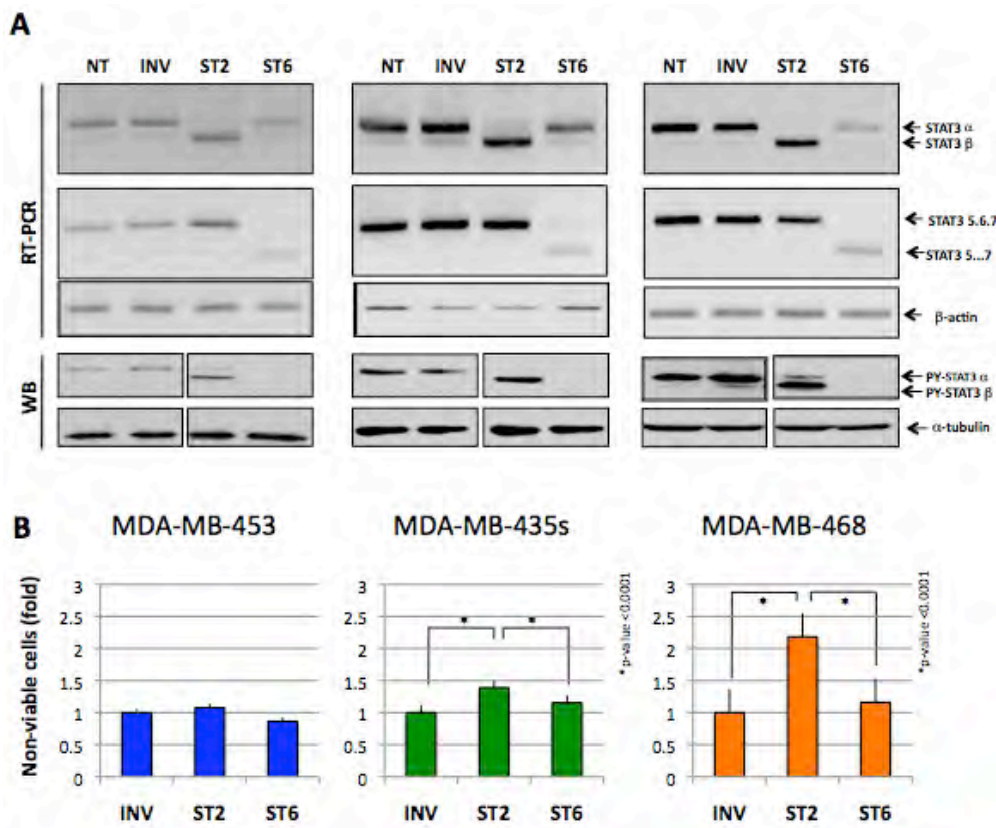 A
NT INV ST2 ST6 NT INV ST2 ST6 NT INV ST2 ST6
RT-PCR
STAT3 α
STAT3 β
STAT3 5.6.7
STAT3 5...7
β-actin
WB
PY-STAT3 α
PY-STAT3 β
α-tubulin
B
MDA-MB-453 MDA-MB-435s MDA-MB-468
Non-viable cells (fold)
3 3 3
2.5 2.5 2.5
2 2 2
1.5 1.5 1.5
1 1 1
0.5 0.5 0.5
0 0 0
* *
* p-value <0.0001
* *
*p-value <0.0001
INV ST2 ST6 INV ST2 ST6 INV ST2 ST6